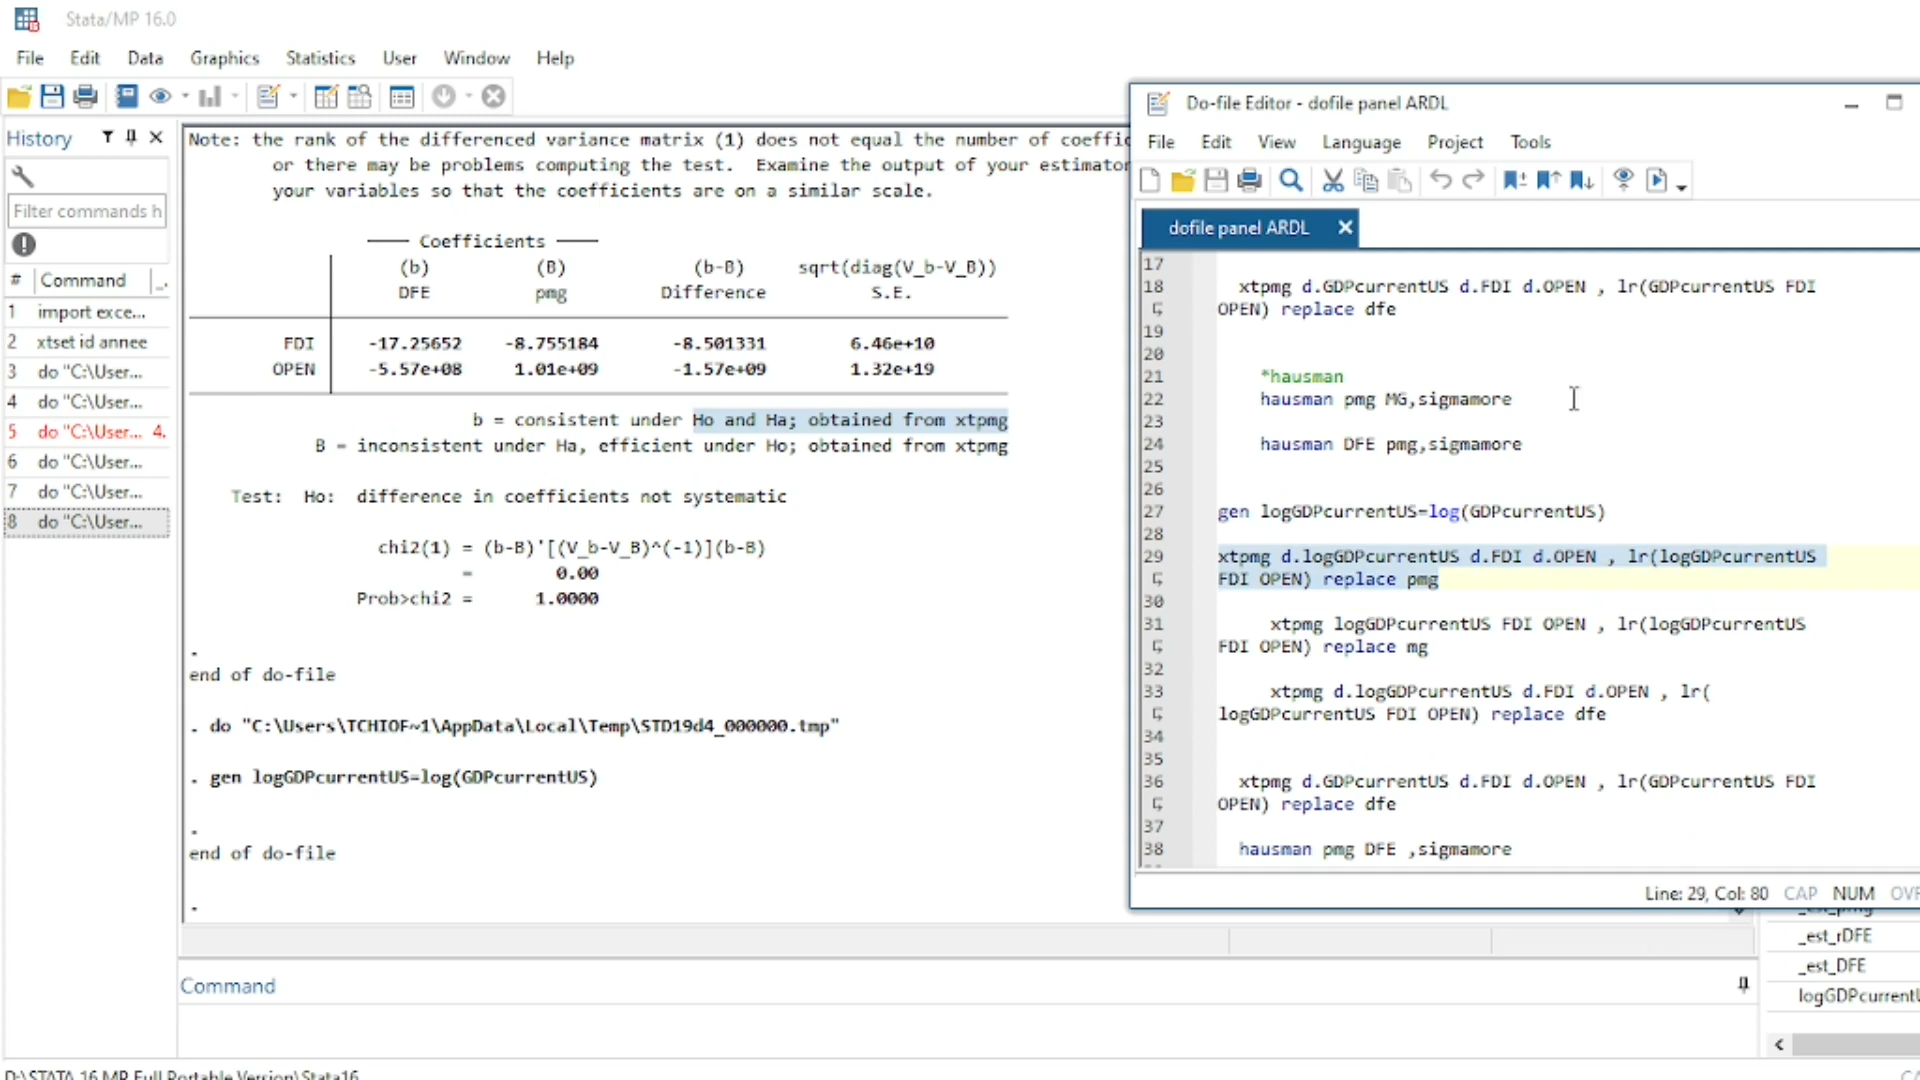 Stata/MP 16.0
File Edit Data Graphics Statistics User Window Help
History
Filter commands h
# Command
1 import exce...
2 xtset id annee
3 do "C:\User...
4 do "C:\User...
5 do "C:\User... 4.
6 do "C:\User...
7 do "C:\User...
8 do "C:\User...
Note: the rank of the differenced variance matrix (1) does not equal the number of coeffic
or there may be problems computing the test. Examine the output of your estimator
your variables so that the coefficients are on a similar scale.
Coefficients
(b) (B) (b-B) sqrt(diag(V_b-V_B))
DFE pmg Difference S.E.
FDI -17.25652 -8.755184 -8.501331 6.46e+10
OPEN -5.57e+08 1.01e+09 -1.57e+09 1.32e+19
b = consistent under Ho and Ha; obtained from xtpmg
B = inconsistent under Ha, efficient under Ho; obtained from xtpmg
Test: Ho: difference in coefficients not systematic
chi2(1) = (b-B)'[(V_b-V_B)^(-1)](b-B)
= 0.00
Prob>chi2 = 1.0000
.
end of do-file
. do "C:\Users\TCHIOF~1\AppData\Local\Temp\STD19d4_000000.tmp"
. gen logGDPcurrentUS=log(GDPcurrentUS)
.
end of do-file
.
Command
D:\STATA 16 MP Full Portable Version\Stata16
Do-file Editor - dofile panel ARDL
File Edit View Language Project Tools
dofile panel ARDL
17
18 xtpmg d.GDPcurrentUS d.FDI d.OPEN , lr(GDPcurrentUS FDI
OPEN) replace dfe
19
20
21 *hausman
22 hausman pmg MG,sigmamore
23
24 hausman DFE pmg,sigmamore
25
26
27 gen logGDPcurrentUS=log(GDPcurrentUS)
28
29 xtpmg d.logGDPcurrentUS d.FDI d.OPEN , lr(logGDPcurrentUS
FDI OPEN) replace pmg
30
31 xtpmg logGDPcurrentUS FDI OPEN , lr(logGDPcurrentUS
FDI OPEN) replace mg
32
33 xtpmg d.logGDPcurrentUS d.FDI d.OPEN , lr(
logGDPcurrentUS FDI OPEN) replace dfe
34
35
36 xtpmg d.GDPcurrentUS d.FDI d.OPEN , lr(GDPcurrentUS FDI
OPEN) replace dfe
37
38 hausman pmg DFE ,sigmamore
Line: 29, Col: 80 CAP NUM OVR
_est_pmg
_est_rDFE
_est_DFE
logGDPcurrentU